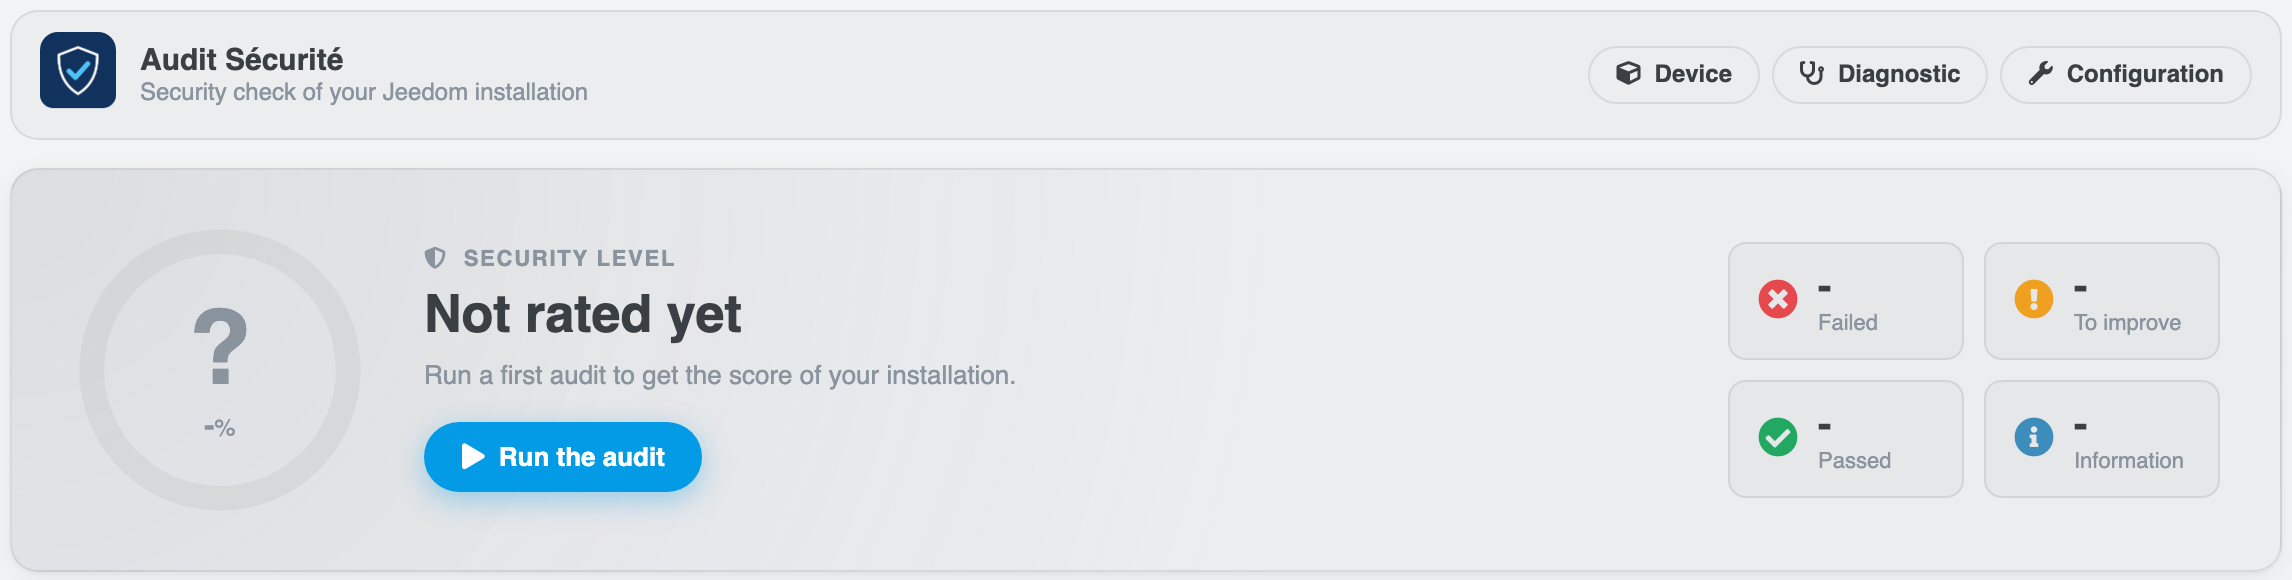 Audit Sécurité
Security check of your Jeedom installation
Device
Diagnostic
Configuration
SECURITY LEVEL
Not rated yet
Run a first audit to get the score of your installation.
Run the audit
?
-%
-
Failed
-
To improve
-
Passed
-
Information